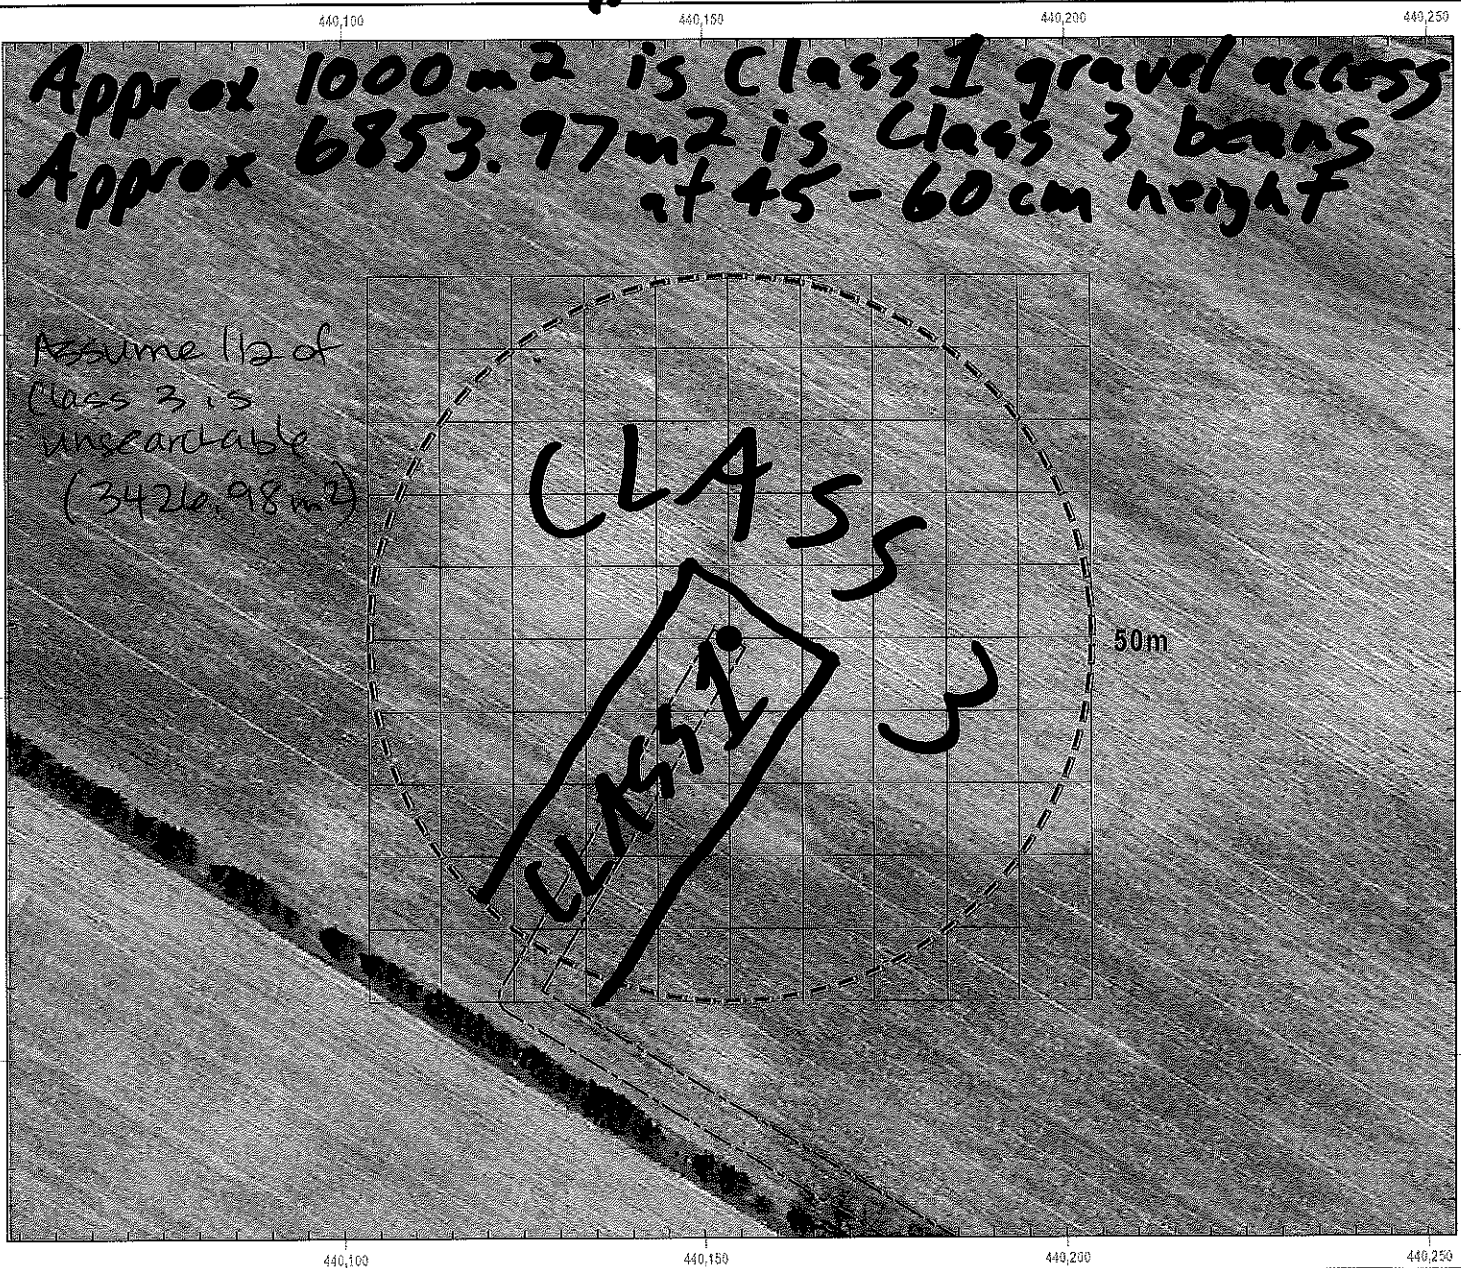 440,100 440,150 440,200 440,250
Approx 1000m2 is Class 1 gravel access
Approx 6853.97m2 is Class 3 beans
at 45-60cm height
Assume 1/2 of
Class 3 is
unsearchable
(3426.98m2)
CLASS
3
50m
CLASS 1
440,100 440,150 440,200 440,250